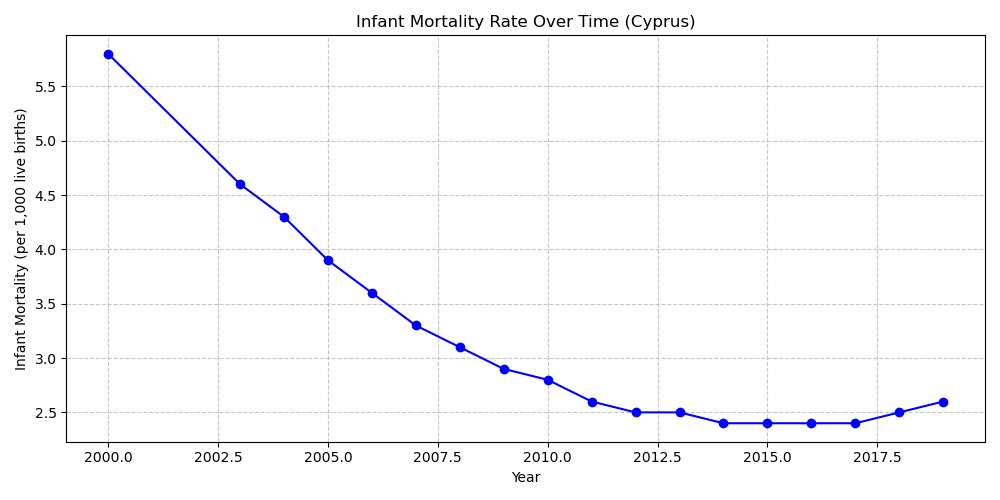 Infant Mortality Rate Over Time (Cyprus)
Infant Mortality (per 1,000 live births)
5.5
5.0
4.5
4.0
3.5
3.0
2.5
2000.0 2002.5 2005.0 2007.5 2010.0 2012.5 2015.0 2017.5
Year